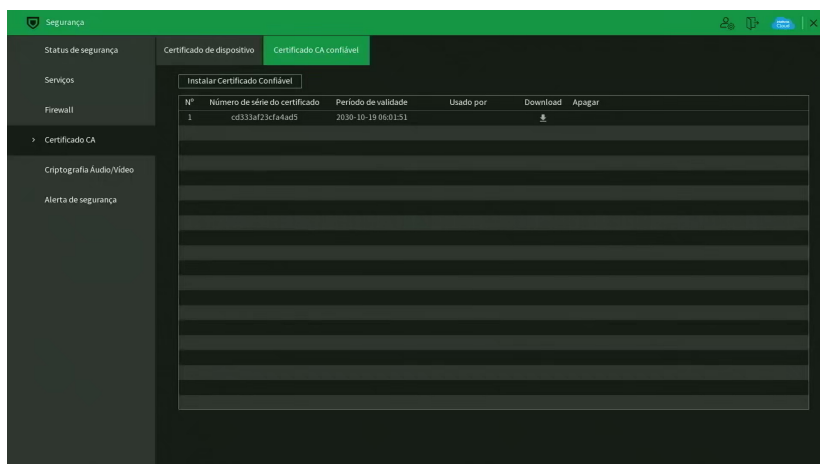 Segurança
Status de segurança
Serviços
Firewall
> Certificado CA
Criptografia Áudio/Vídeo
Alerta de segurança
Certificado de dispositivo Certificado CA confiável
Instalar Certificado Confiável
Nº Número de série do certificado Período de validade Usado por Download Apagar
1 cd333af23cfa4ad5 2030-10-19 06:01:51